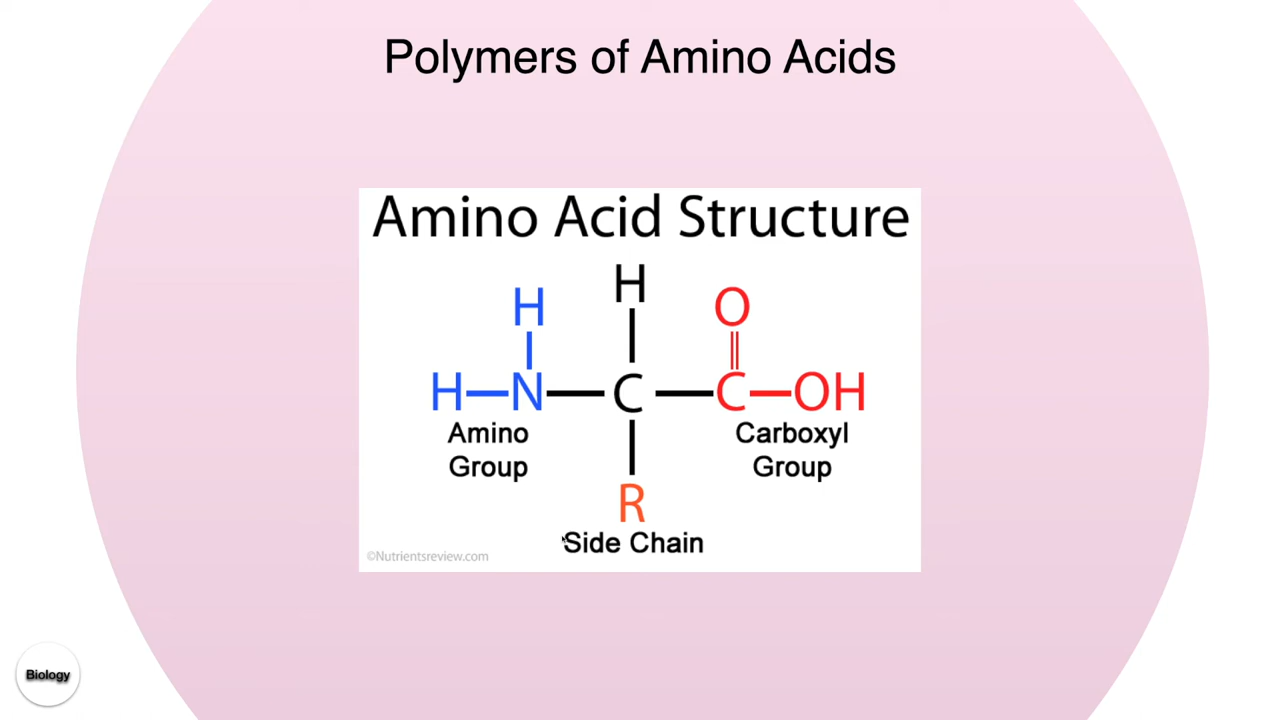 Polymers of Amino Acids
Amino Acid Structure
H
H O
H N C C OH
Amino Carboxyl
Group Group
R
Side Chain
©Nutrientsreview.com
Biology